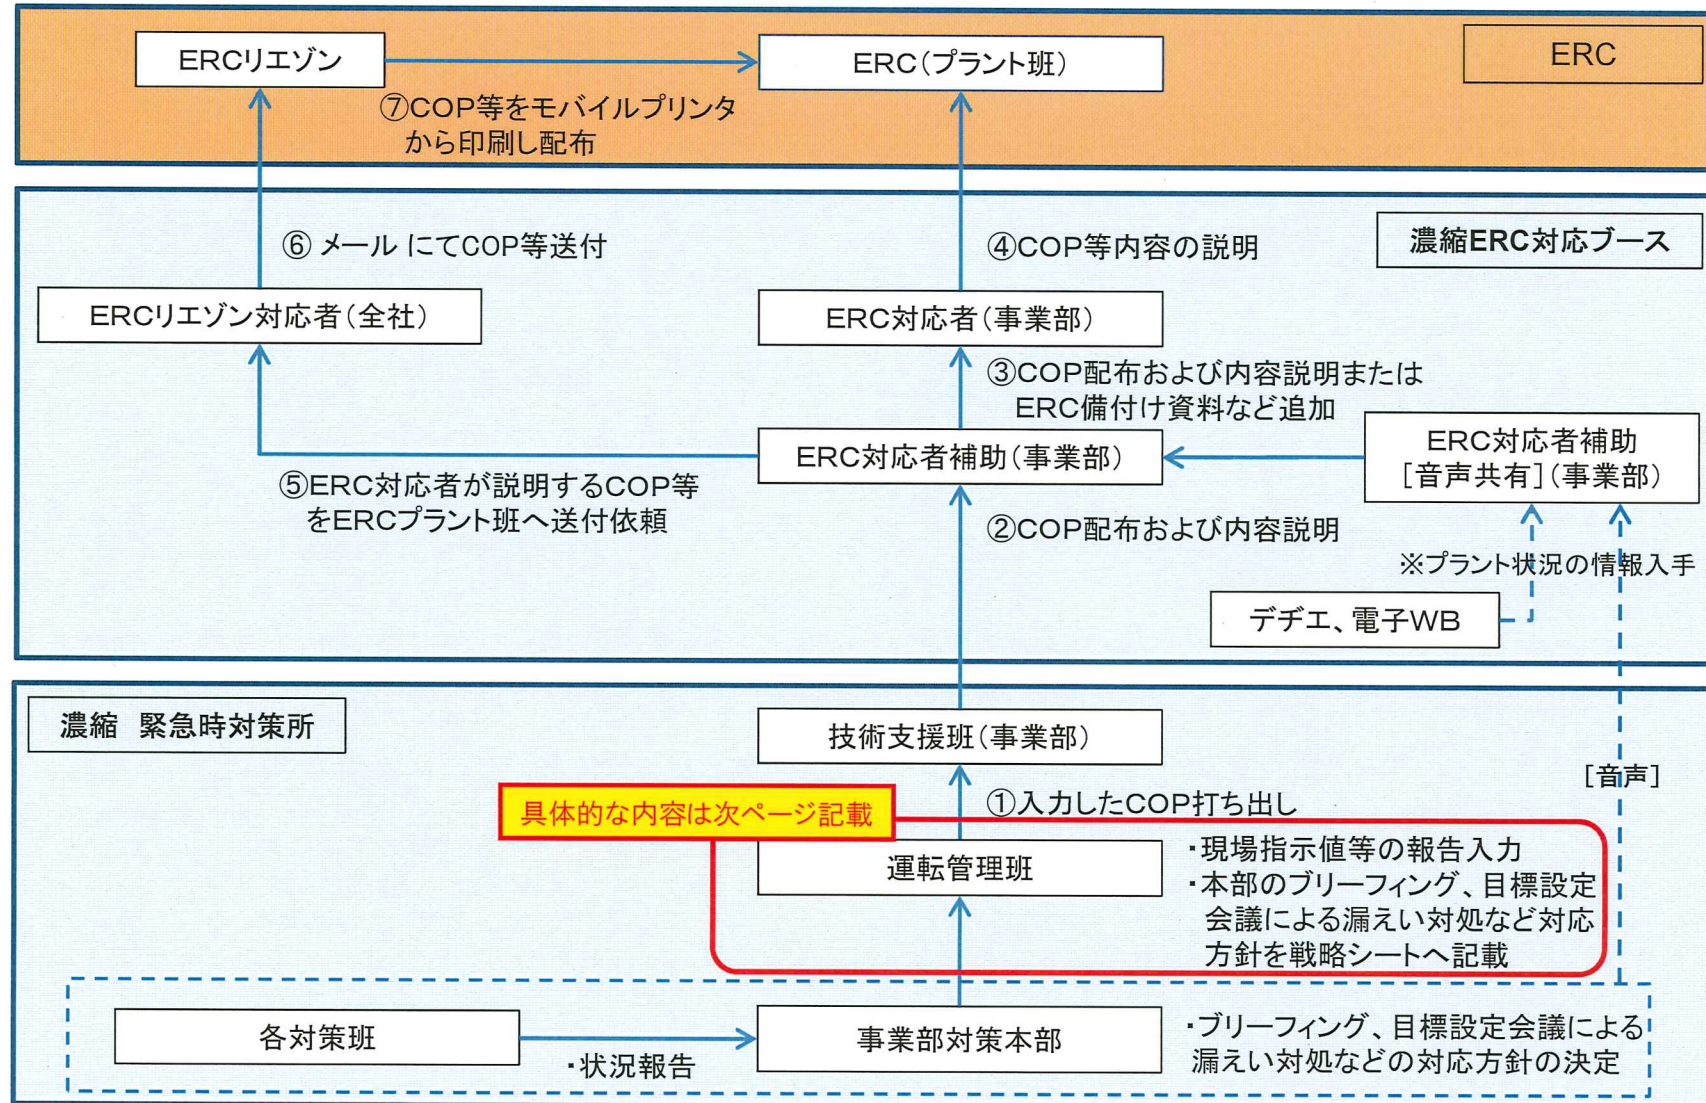 ERCリエゾン
ERC(プラント班)
ERC
⑦COP等をモバイルプリンタ
から印刷し配布
濃縮ERC対応ブース
⑥ メール にてCOP等送付
④COP等内容の説明
ERCリエゾン対応者(全社)
ERC対応者(事業部)
③COP配布および内容説明または
ERC備付け資料など追加
ERC対応者補助(事業部)
ERC対応者補助
[音声共有](事業部)
⑤ERC対応者が説明するCOP等
をERCプラント班へ送付依頼
②COP配布および内容説明
※プラント状況の情報入手
デヂエ、電子WB
濃縮 緊急時対策所
技術支援班(事業部)
[音声]
具体的な内容は次ページ記載
①入力したCOP打ち出し
運転管理班
・現場指示値等の報告入力
・本部のブリーフィング、目標設定
会議による漏えい対処など対応
方針を戦略シートへ記載
各対策班
・状況報告
事業部対策本部
・ブリーフィング、目標設定会議による
漏えい対処などの対応方針の決定